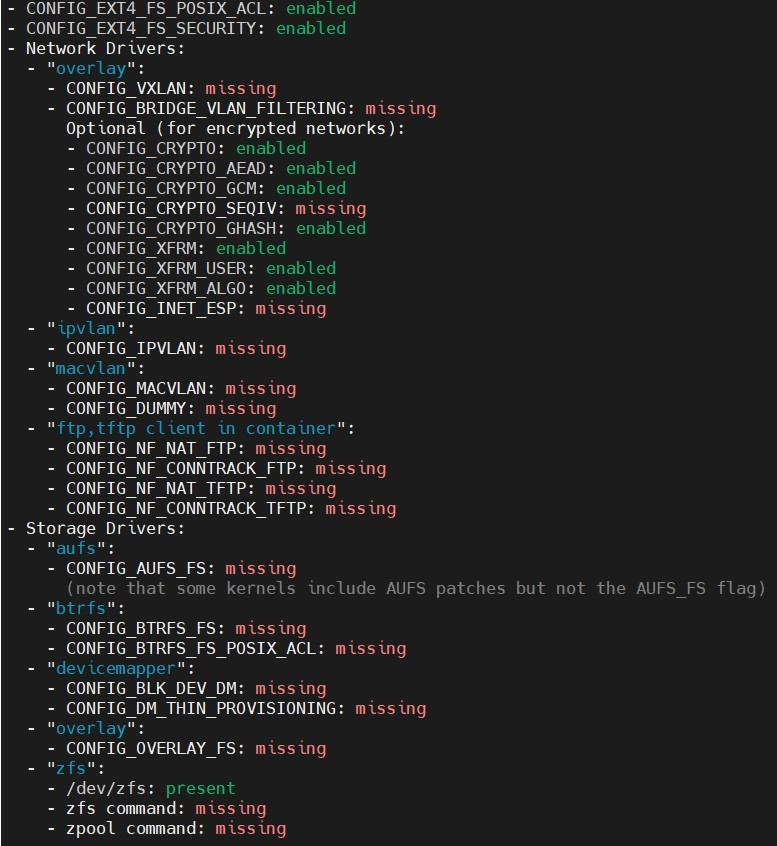 - CONFIG_EXT4_FS_POSIX_ACL: enabled
- CONFIG_EXT4_FS_SECURITY: enabled
- Network Drivers:
  - "overlay":
    - CONFIG_VXLAN: missing
    - CONFIG_BRIDGE_VLAN_FILTERING: missing
      Optional (for encrypted networks):
      - CONFIG_CRYPTO: enabled
      - CONFIG_CRYPTO_AEAD: enabled
      - CONFIG_CRYPTO_GCM: enabled
      - CONFIG_CRYPTO_SEQIV: missing
      - CONFIG_CRYPTO_GHASH: enabled
      - CONFIG_XFRM: enabled
      - CONFIG_XFRM_USER: enabled
      - CONFIG_XFRM_ALGO: enabled
      - CONFIG_INET_ESP: missing
  - "ipvlan":
    - CONFIG_IPVLAN: missing
  - "macvlan":
    - CONFIG_MACVLAN: missing
    - CONFIG_DUMMY: missing
  - "ftp,tftp client in container":
    - CONFIG_NF_NAT_FTP: missing
    - CONFIG_NF_CONNTRACK_FTP: missing
    - CONFIG_NF_NAT_TFTP: missing
    - CONFIG_NF_CONNTRACK_TFTP: missing
- Storage Drivers:
  - "aufs":
    - CONFIG_AUFS_FS: missing
      (note that some kernels include AUFS patches but not the AUFS_FS flag)
  - "btrfs":
    - CONFIG_BTRFS_FS: missing
    - CONFIG_BTRFS_FS_POSIX_ACL: missing
  - "devicemapper":
    - CONFIG_BLK_DEV_DM: missing
    - CONFIG_DM_THIN_PROVISIONING: missing
  - "overlay":
    - CONFIG_OVERLAY_FS: missing
  - "zfs":
    - /dev/zfs: present
    - zfs command: missing
    - zpool command: missing